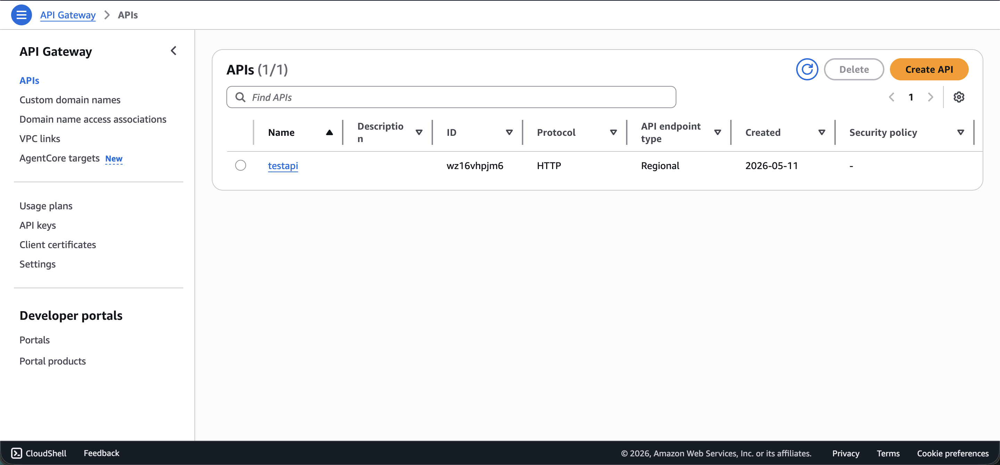 API Gateway > APIs
API Gateway
APIs
Custom domain names
Domain name access associations
VPC links
AgentCore targets New
Usage plans
API keys
Client certificates
Settings
Developer portals
Portals
Portal products
APIs (1/1)
Delete
Create API
Find APIs
1
Name
Descriptio
n
ID
Protocol
API endpoint
type
Created
Security policy
testapi wz16vhpjm6 HTTP Regional 2026-05-11 -
CloudShell Feedback © 2026, Amazon Web Services, Inc. or its affiliates. Privacy Terms Cookie preferences